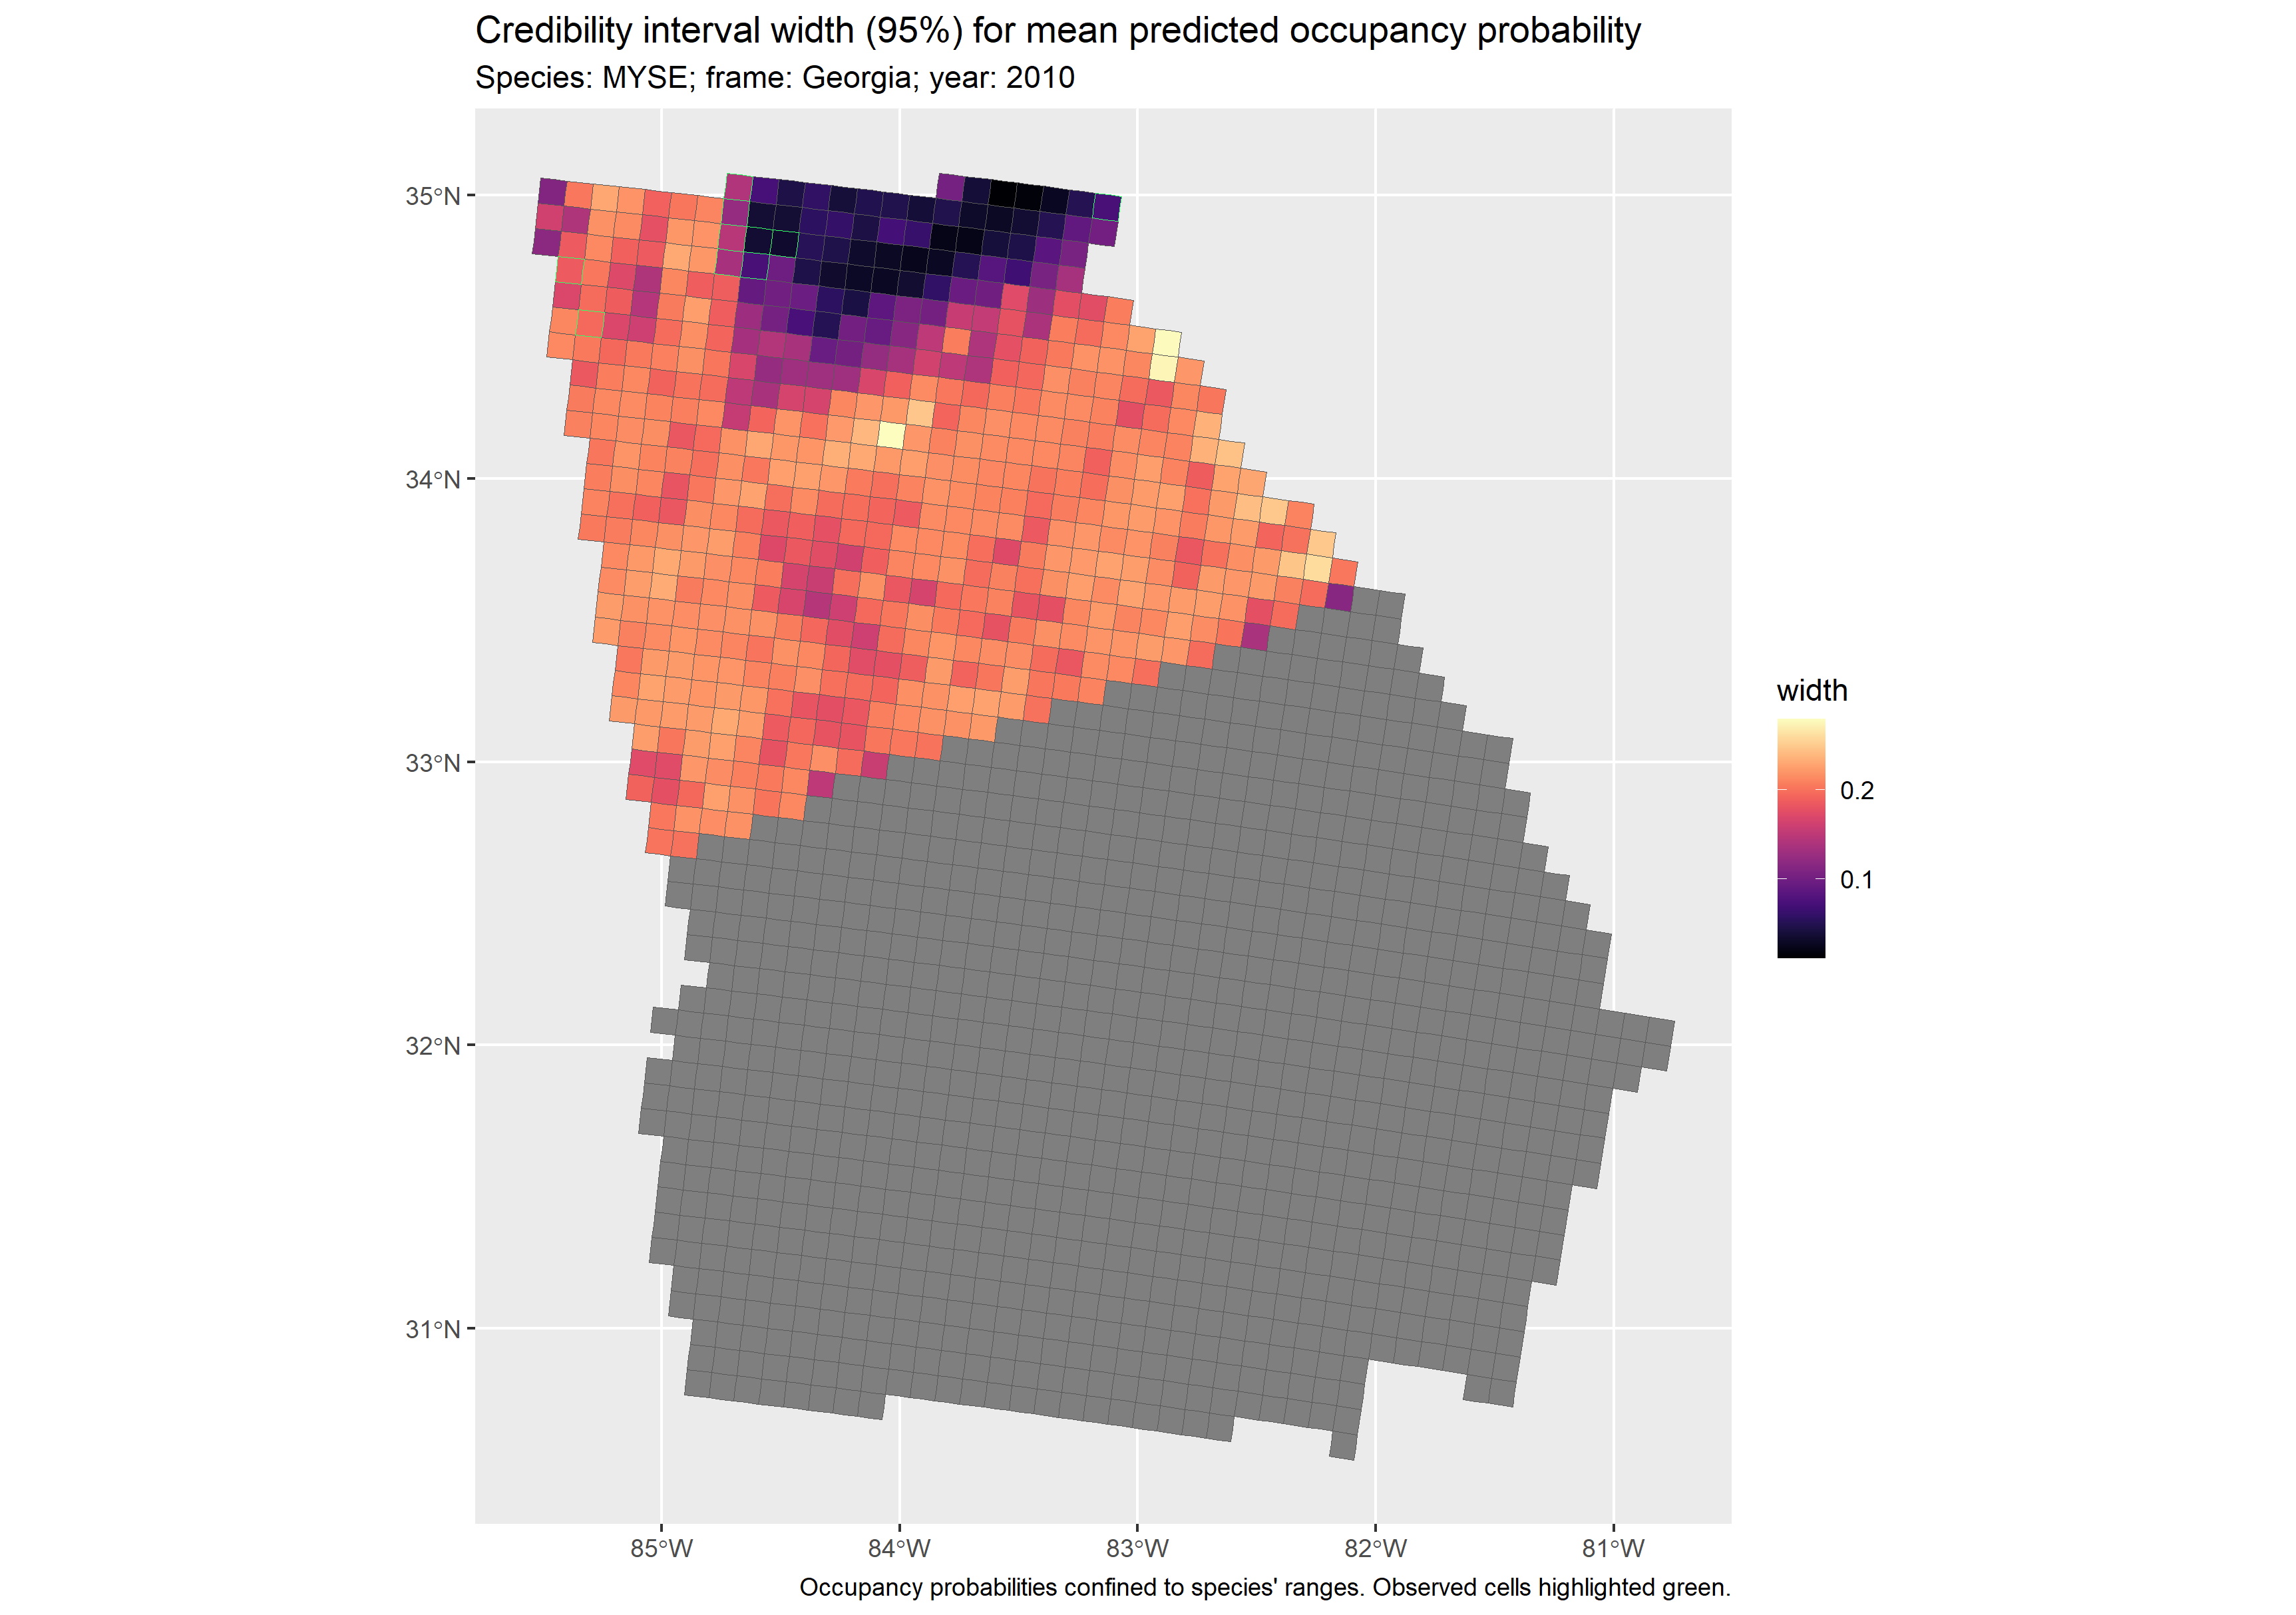 Credibility interval width (95%) for mean predicted occupancy probability
Species: MYSE; frame: Georgia; year: 2010
35°N
34°N
33°N
32°N
31°N
85°W
84°W
83°W
82°W
81°W
width
0.2
0.1
Occupancy probabilities confined to species' ranges. Observed cells highlighted green.